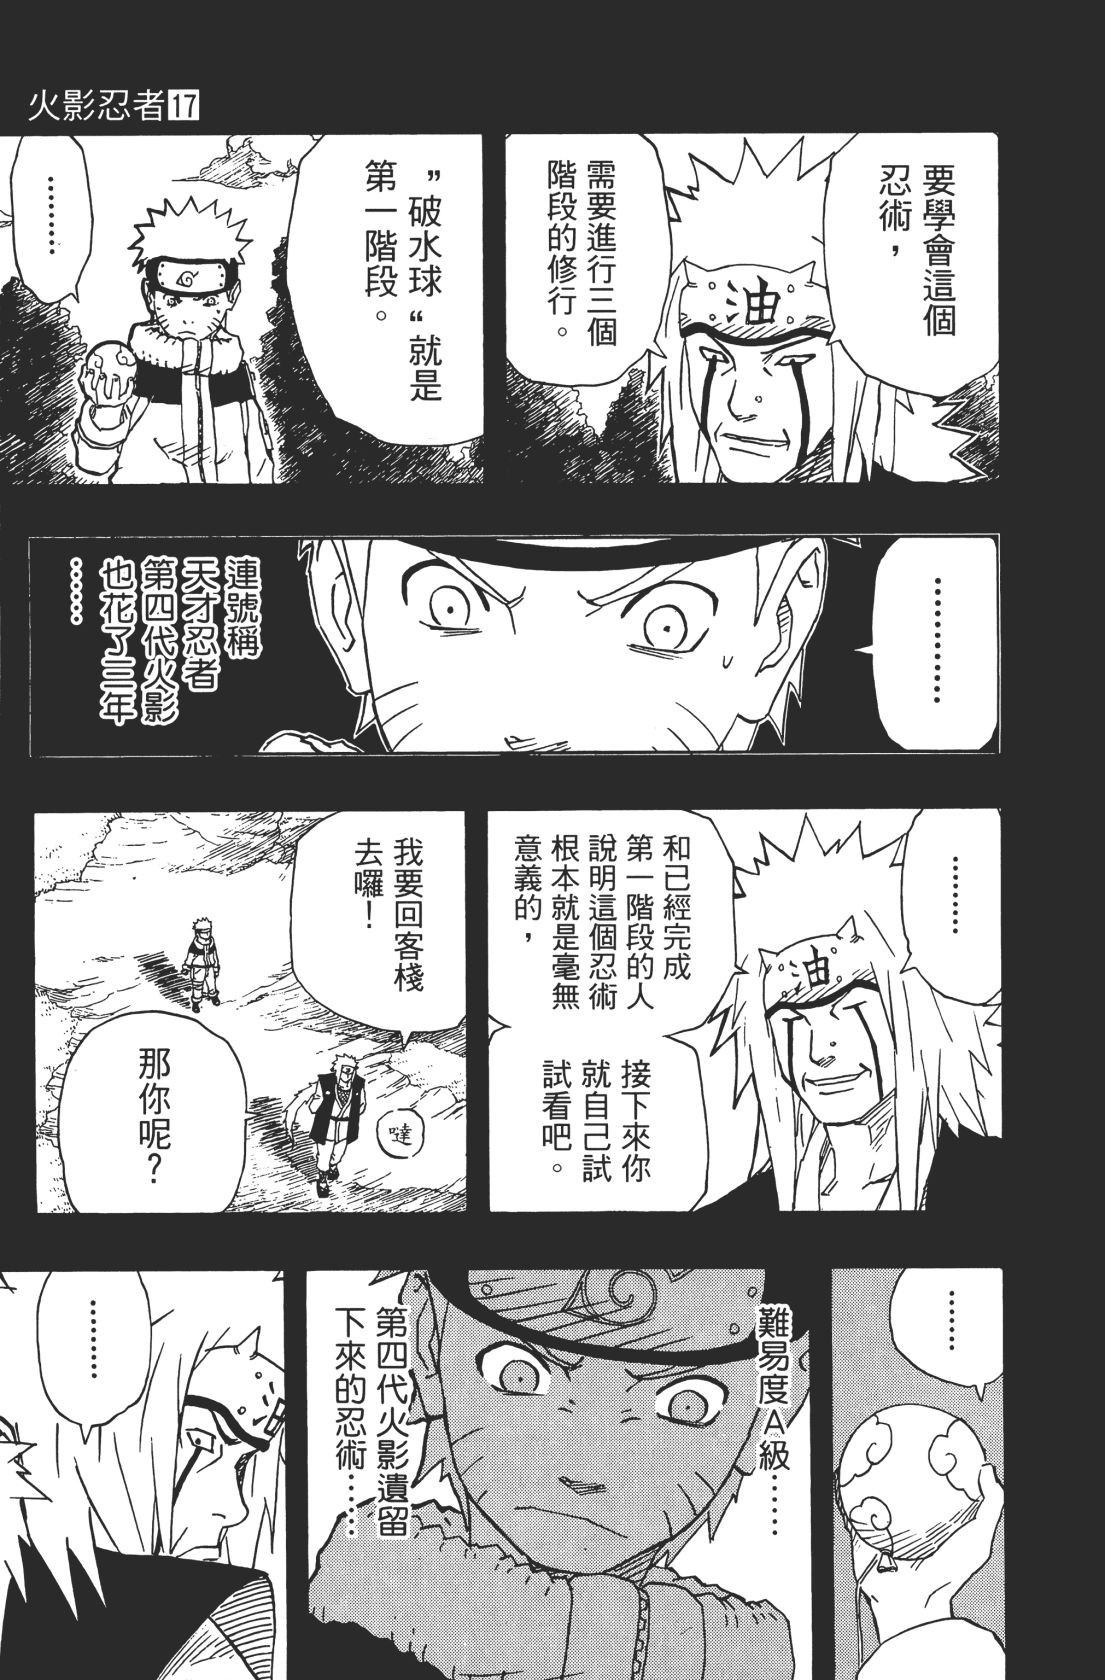 火影忍者17
要學會這個
忍術，
需要進行三個
階段的修行。
”破水球“就是
第一階段。
………
…………
連號稱
天才忍者
第四代火影
也花了三年
……
………
和已經完成
第一階段的人
說明這個忍術
根本就是毫無
意義的，
接下來你
就自己試
試看吧。
我要回客棧
去囉！
噠
那你呢？
………
難易度A級……
第四代火影遺留
下來的忍術……
………
油
油